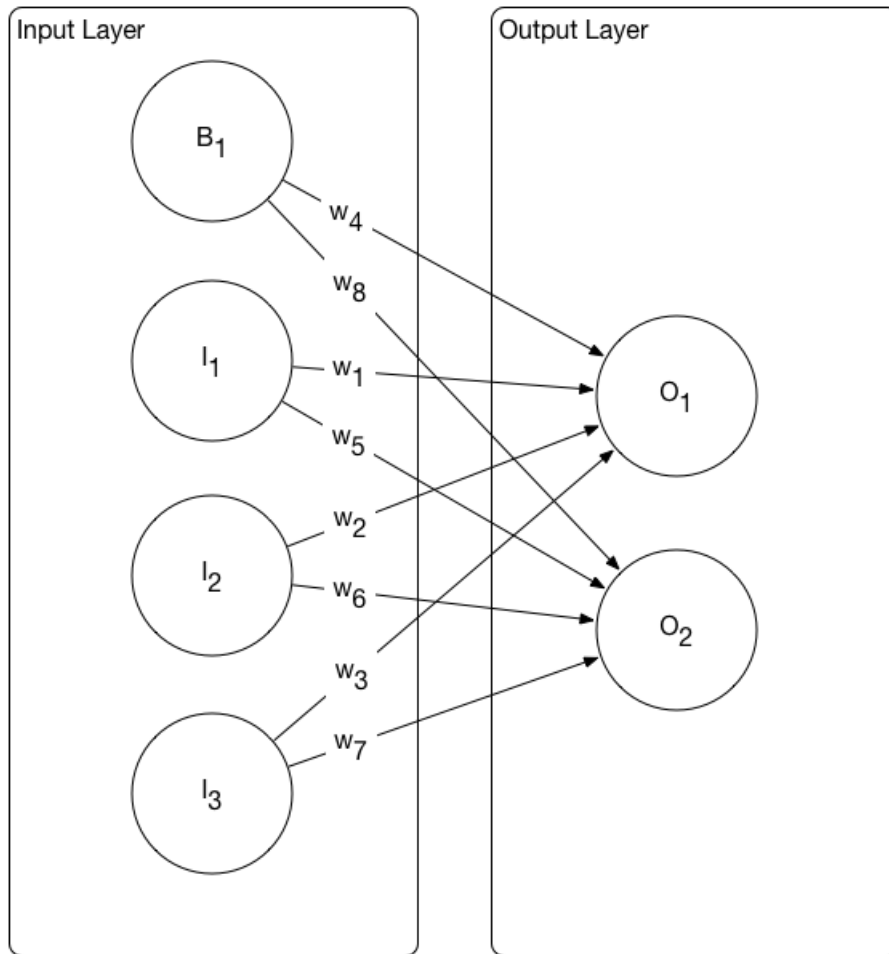 Input Layer
Output Layer
B₁
w₄
w₈
I₁
w₁
O₁
w₅
w₂
I₂
w₆
O₂
w₃
w₇
I₃